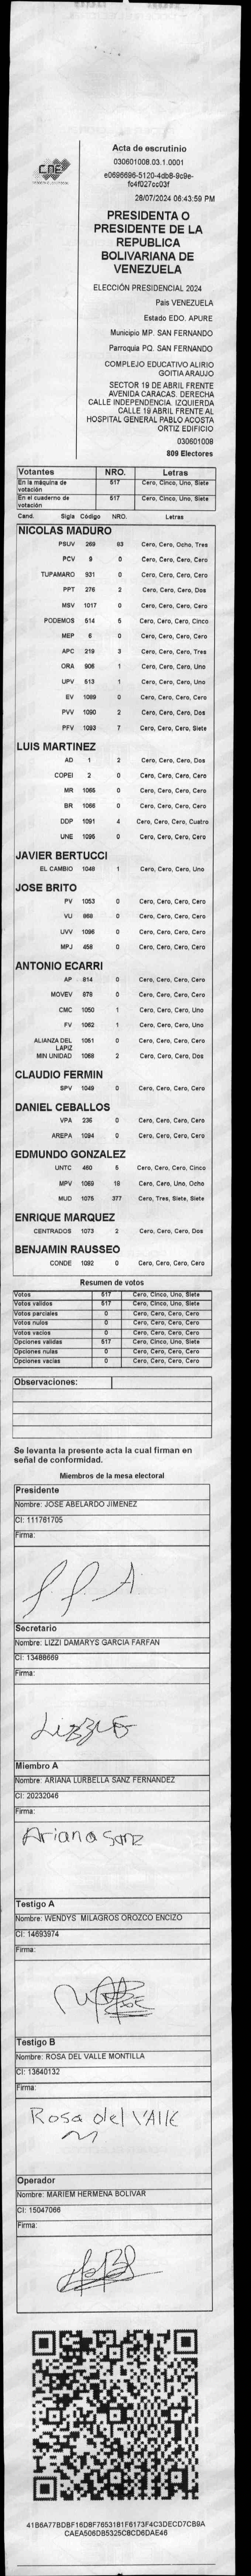 Acta de escrutinio
030601008.03.1.0001
e0696696-5120-4db8-9c9e-
fc4f027cc03f
28/07/2024 06:43:59 PM
CNE
PRESIDENTA O
PRESIDENTE DE LA
REPUBLICA
BOLIVARIANA DE
VENEZUELA
ELECCIÓN PRESIDENCIAL 2024
Pais VENEZUELA
Estado EDO. APURE
Municipio MP. SAN FERNANDO
Parroquia PQ. SAN FERNANDO
COMPLEJO EDUCATIVO ALIRIO
GOITIA ARAUJO
SECTOR 19 DE ABRIL FRENTE
AVENIDA CARACAS. DERECHA
CALLE INDEPENDENCIA. IZQUIERDA
CALLE 19 ABRIL FRENTE AL
HOSPITAL GENERAL PABLO ACOSTA
ORTIZ EDIFICIO
030601008
809 Electores
Votantes NRO. Letras
En la máquina de votación 517 Cero, Cinco, Uno, Siete
En el cuaderno de votación 517 Cero, Cinco, Uno, Siete
Cand. Sigla Código NRO. Letras
NICOLAS MADURO
PSUV 269 83 Cero, Cero, Ocho, Tres
PCV 9 0 Cero, Cero, Cero, Cero
TUPAMARO 931 0 Cero, Cero, Cero, Cero
PPT 276 2 Cero, Cero, Cero, Dos
MSV 1017 0 Cero, Cero, Cero, Cero
PODEMOS 514 5 Cero, Cero, Cero, Cinco
MEP 6 0 Cero, Cero, Cero, Cero
APC 219 3 Cero, Cero, Cero, Tres
ORA 906 1 Cero, Cero, Cero, Uno
UPV 513 1 Cero, Cero, Cero, Uno
EV 1089 0 Cero, Cero, Cero, Cero
PVV 1090 2 Cero, Cero, Cero, Dos
PFV 1093 7 Cero, Cero, Cero, Siete
LUIS MARTINEZ
AD 1 2 Cero, Cero, Cero, Dos
COPEI 2 0 Cero, Cero, Cero, Cero
MR 1065 0 Cero, Cero, Cero, Cero
BR 1066 0 Cero, Cero, Cero, Cero
DDP 1091 4 Cero, Cero, Cero, Cuatro
UNE 1095 0 Cero, Cero, Cero, Cero
JAVIER BERTUCCI
EL CAMBIO 1048 1 Cero, Cero, Cero, Uno
JOSE BRITO
PV 1053 0 Cero, Cero, Cero, Cero
VU 868 0 Cero, Cero, Cero, Cero
UVV 1096 0 Cero, Cero, Cero, Cero
MPJ 458 0 Cero, Cero, Cero, Cero
ANTONIO ECARRI
AP 814 0 Cero, Cero, Cero, Cero
MOVEV 878 0 Cero, Cero, Cero, Cero
CMC 1050 1 Cero, Cero, Cero, Uno
FV 1062 1 Cero, Cero, Cero, Uno
ALIANZA DEL LAPIZ 1061 0 Cero, Cero, Cero, Cero
MIN UNIDAD 1068 2 Cero, Cero, Cero, Dos
CLAUDIO FERMIN
SPV 1049 0 Cero, Cero, Cero, Cero
DANIEL CEBALLOS
VPA 236 0 Cero, Cero, Cero, Cero
AREPA 1094 0 Cero, Cero, Cero, Cero
EDMUNDO GONZALEZ
UNTC 460 5 Cero, Cero, Cero, Cinco
MPV 1069 18 Cero, Cero, Uno, Ocho
MUD 1075 377 Cero, Tres, Siete, Siete
ENRIQUE MARQUEZ
CENTRADOS 1073 2 Cero, Cero, Cero, Dos
BENJAMIN RAUSSEO
CONDE 1092 0 Cero, Cero, Cero, Cero
Resumen de votos
Votos 517 Cero, Cinco, Uno, Siete
Votos validos 517 Cero, Cinco, Uno, Siete
Votos parciales 0 Cero, Cero, Cero, Cero
Votos nulos 0 Cero, Cero, Cero, Cero
Votos vacios 0 Cero, Cero, Cero, Cero
Opciones validas 517 Cero, Cinco, Uno, Siete
Opciones nulas 0 Cero, Cero, Cero, Cero
Opciones vacias 0 Cero, Cero, Cero, Cero
Observaciones:
Se levanta la presente acta la cual firman en
señal de conformidad.
Miembros de la mesa electoral
Presidente
Nombre: JOSE ABELARDO JIMENEZ
CI: 111761705
Firma:
Secretario
Nombre: LIZZI DAMARYS GARCIA FARFAN
CI: 13488669
Firma:
Miembro A
Nombre: ARIANA LURBELLA SANZ FERNANDEZ
CI: 20232046
Firma:
Ariana Sanz
Testigo A
Nombre: WENDYS MILAGROS OROZCO ENCIZO
CI: 14693974
Firma:
Testigo B
Nombre: ROSA DEL VALLE MONTILLA
CI: 13640132
Firma:
Rosa del VAlle
Operador
Nombre: MARIEM HERMENA BOLIVAR
CI: 15047066
Firma:
41B6A77BDBF16D8F7653181F6173F4C3DECD7CB9A
CAEA506DB5325C8CD6DAE46